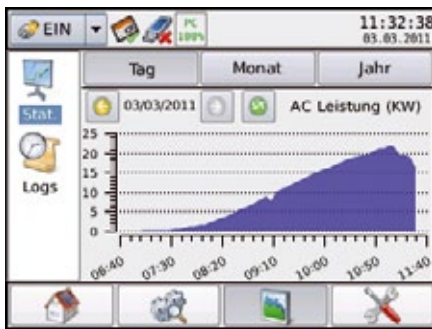 EIN
PC
100%
11:32:38
03.03.2011
Tag Monat Jahr
Stat.
03/03/2011 AC Leistung (KW)
Logs
25
20
15
10
5
0
06:40 07:30 08:20 09:10 10:00 10:50 11:40